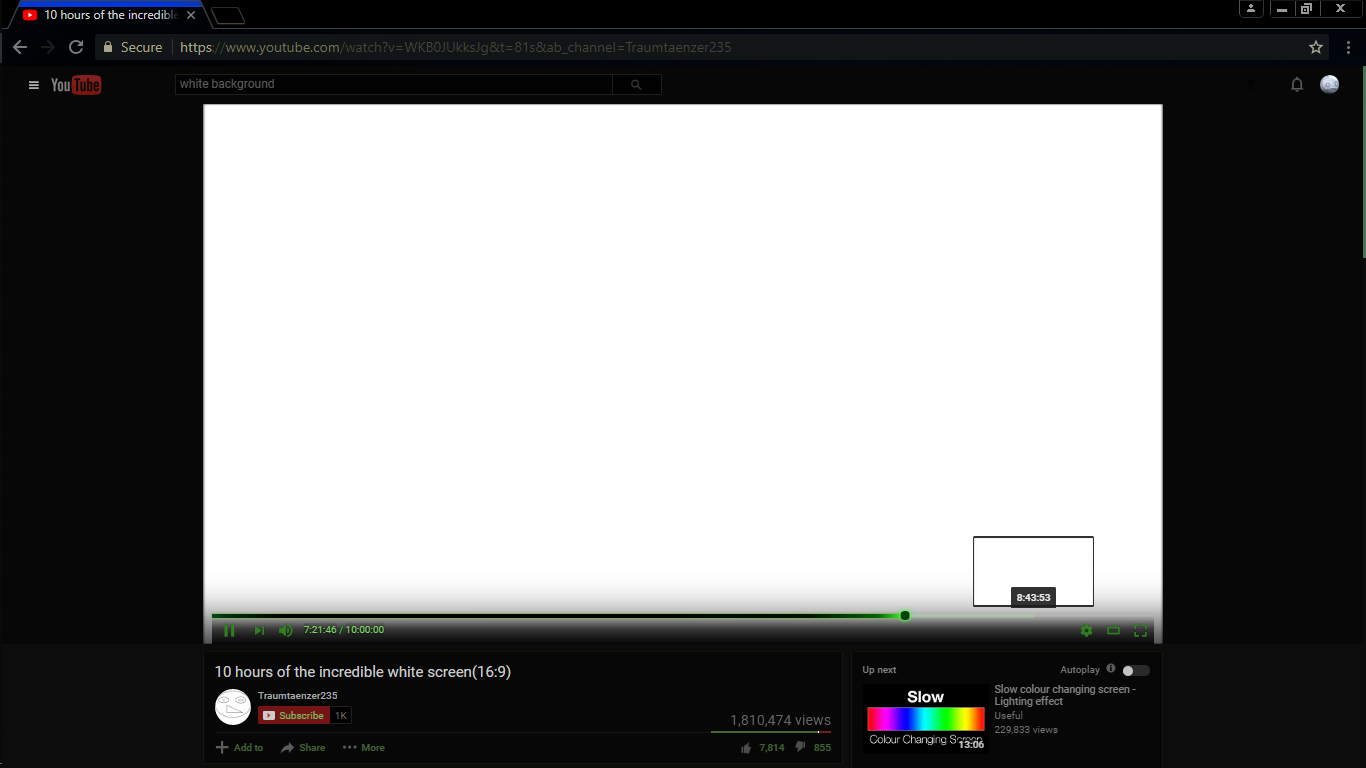 10 hours of the incredible
Secure https://www.youtube.com/watch?v=WKB0JUkksJg&t=81s&ab_channel=Traumtaenzer235
YouTube
white background
8:43:53
7:21:46 / 10:00:00
10 hours of the incredible white screen(16:9)
Traumtaenzer235
Subscribe 1K
1,810,474 views
Add to Share More
7,814 855
Up next Autoplay
Slow
Colour Changing Screen
13:06
Slow colour changing screen -
Lighting effect
Useful
229,833 views